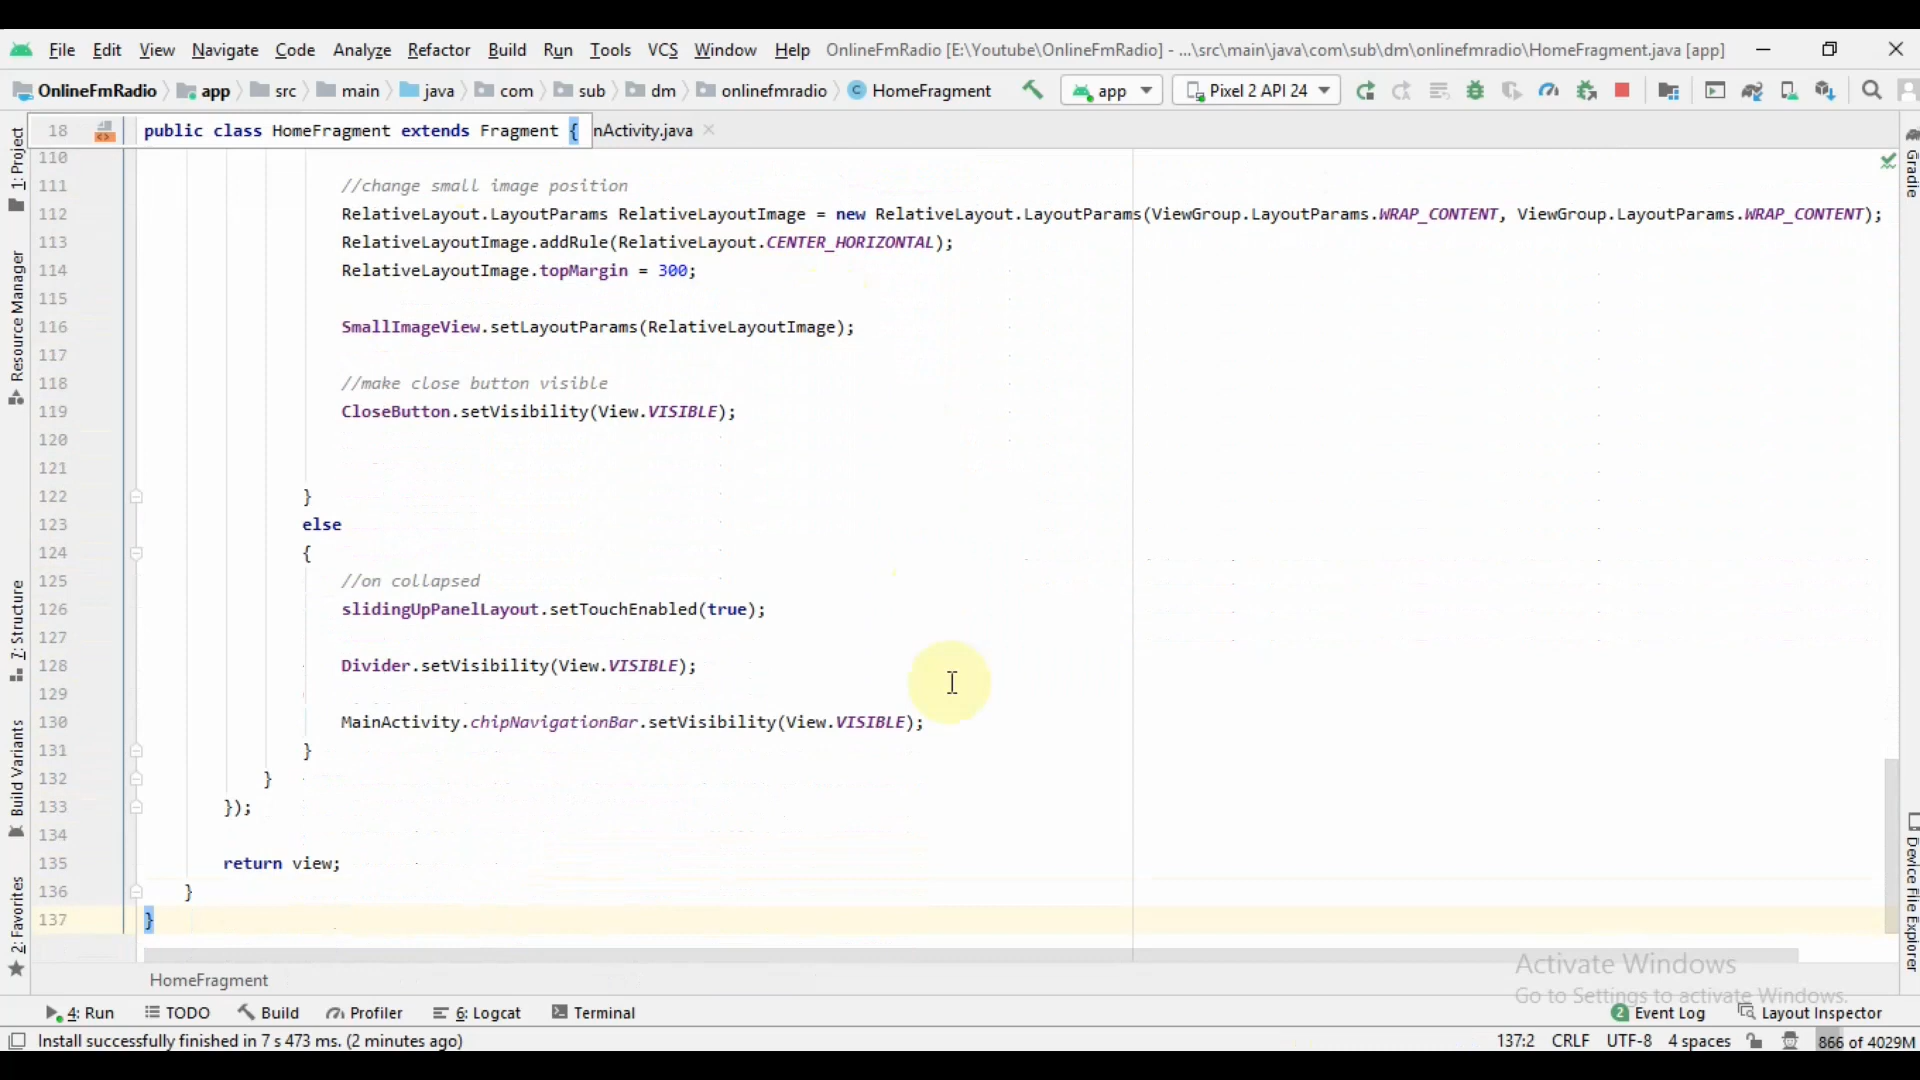 File Edit View Navigate Code Analyze Refactor Build Run Tools VCS Window Help OnlineFmRadio [E:\Youtube\OnlineFmRadio] - ...\src\main\java\com\sub\dm\onlinefmradio\HomeFragment.java [app]
OnlineFmRadio app src main java com sub dm onlinefmradio HomeFragment app Pixel 2 API 24
18 public class HomeFragment extends Fragment { nActivity.java
110
111 //change small image position
112 RelativeLayout.LayoutParams RelativeLayoutImage = new RelativeLayout.LayoutParams(ViewGroup.LayoutParams.WRAP_CONTENT, ViewGroup.LayoutParams.WRAP_CONTENT);
113 RelativeLayoutImage.addRule(RelativeLayout.CENTER_HORIZONTAL);
114 RelativeLayoutImage.topMargin = 300;
115
116 SmallImageView.setLayoutParams(RelativeLayoutImage);
117
118 //make close button visible
119 CloseButton.setVisibility(View.VISIBLE);
120
121
122 }
123 else
124 {
125 //on collapsed
126 slidingUpPanelLayout.setTouchEnabled(true);
127
128 Divider.setVisibility(View.VISIBLE);
129
130 MainActivity.chipNavigationBar.setVisibility(View.VISIBLE);
131 }
132 }
133 });
134
135 return view;
136 }
137 }
1: Project
Resource Manager
7: Structure
Build Variants
2: Favorites
Gradle
Device File Explorer
HomeFragment
Activate Windows
Go to Settings to activate Windows.
4: Run TODO Build Profiler 6: Logcat Terminal 2 Event Log Layout Inspector
Install successfully finished in 7 s 473 ms. (2 minutes ago) 137:2 CRLF UTF-8 4 spaces 866 of 4029M